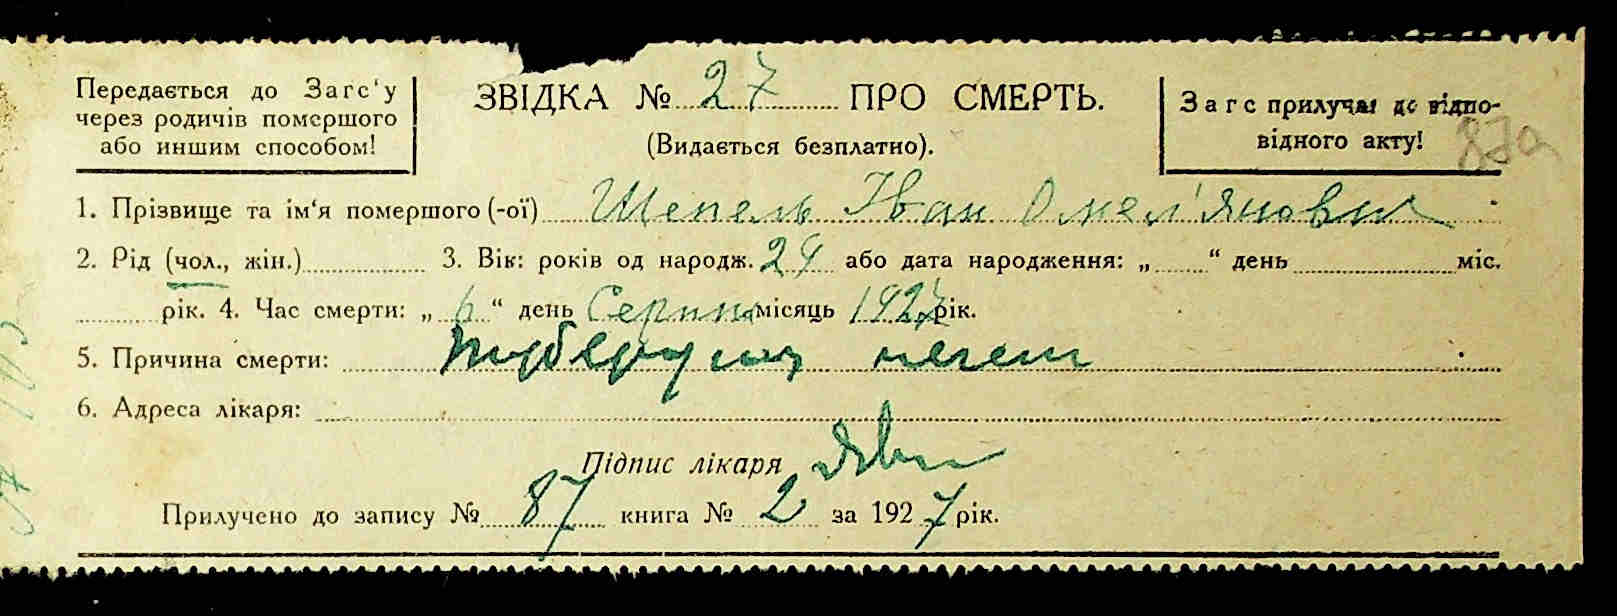 Передається до Загс'у
через родичів помершого
або иншим способом!
ЗВІДКА № 27 ПРО СМЕРТЬ.
(Видається безплатно).
Загс прилучає до відпо-
відного акту!
87а
1. Прізвище та ім'я помершого (-ої) Шепель Іван Омел'янович
2. Рід (чол., жін.) 3. Вік: років од народж. 24 або дата народження: „ “ день міс.
рік. 4. Час смерти: „ 6 “ день Серпня місяць 1927 рік.
5. Причина смерти: туберкульоз легень
6. Адреса лікаря:
Підпис лікаря
Прилучено до запису № 87 книга № 2 за 1927 рік.